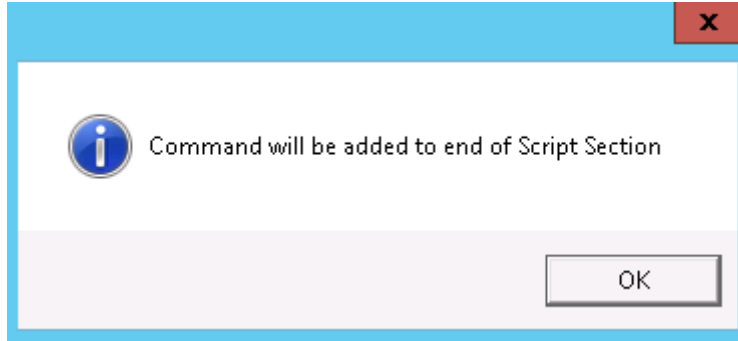 x
Command will be added to end of Script Section
OK